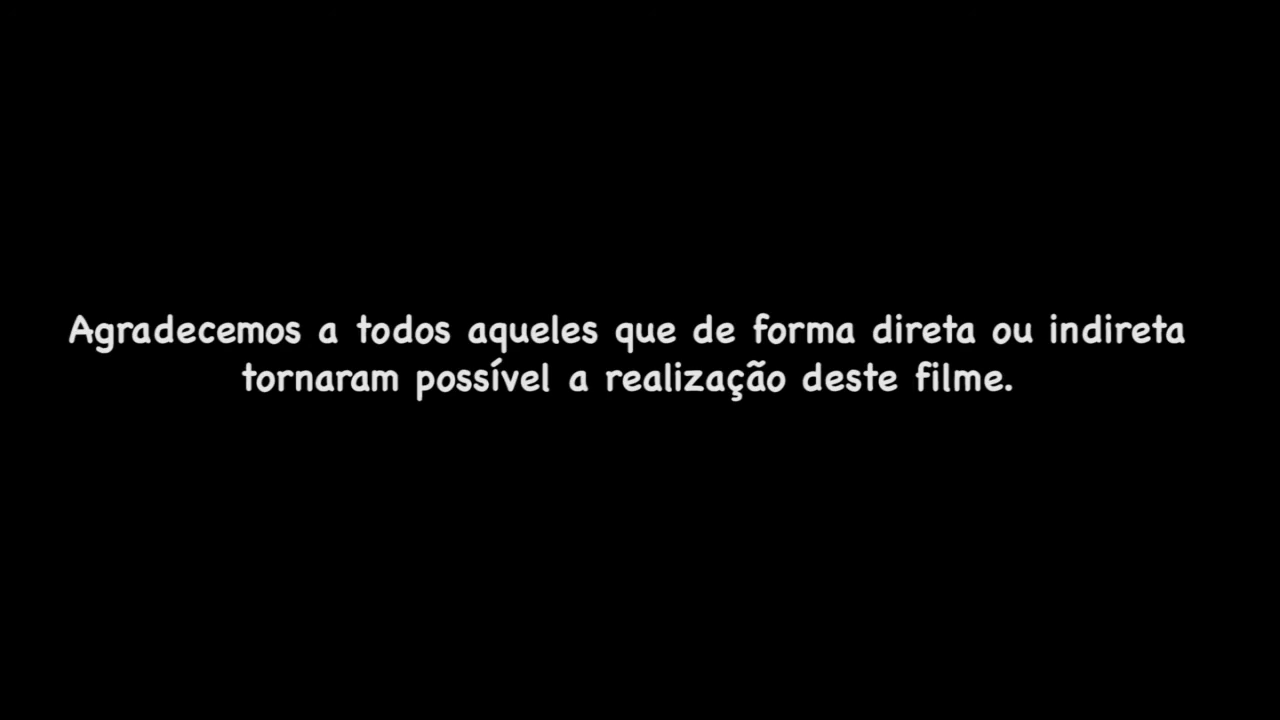 Agradecemos a todos aqueles que de forma direta ou indireta
tornaram possível a realização deste filme.